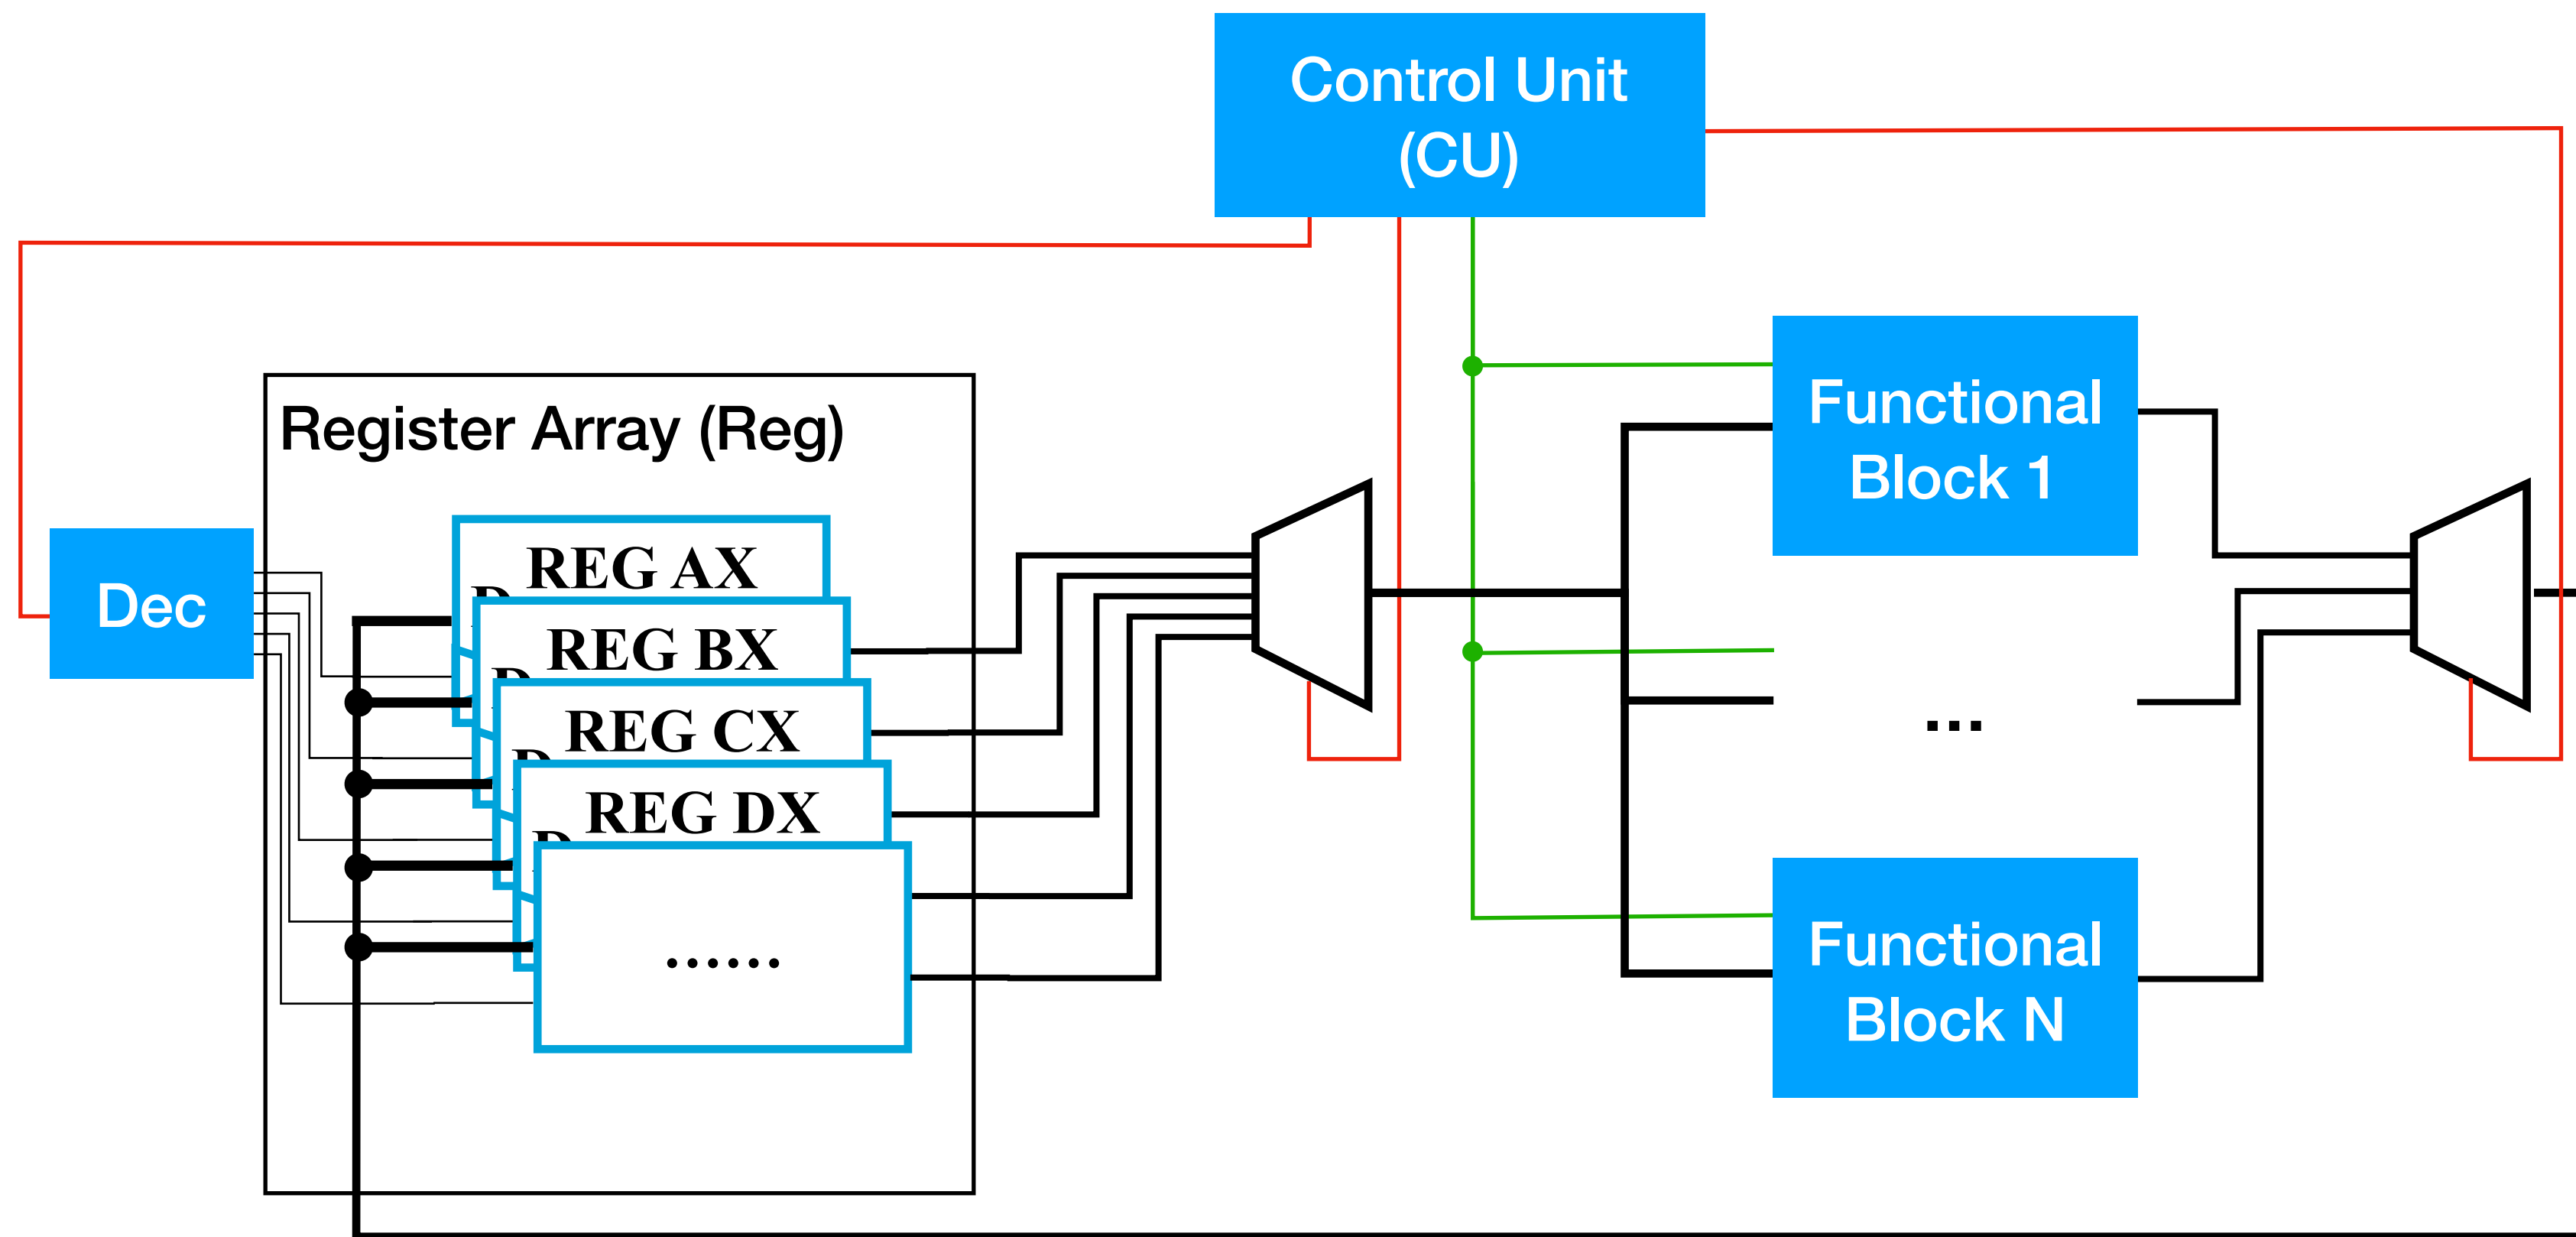 Control Unit
(CU)
Register Array (Reg)
Dec
REG AX
D
REG BX
D
REG CX
D
REG DX
D
......
Functional
Block 1
...
Functional
Block N